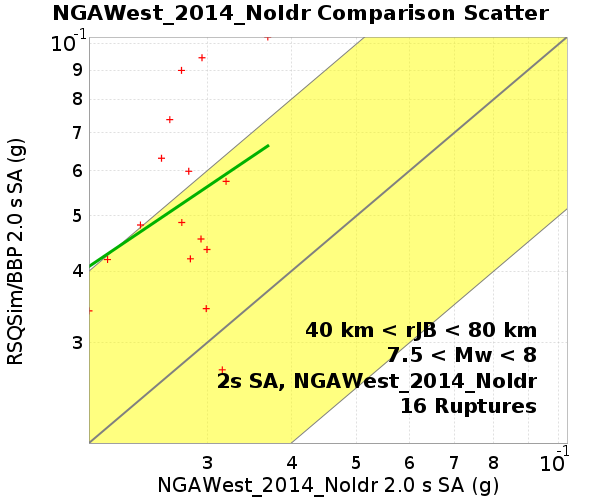 NGAWest_2014_NoIdr Comparison Scatter
10-1
9
8
7
6
5
4
3
RSQSim/BBP 2.0 s SA (g)
40 km < rJB < 80 km
7.5 < Mw < 8
2s SA, NGAWest_2014_NoIdr
16 Ruptures
3 4 5 6 7 8 10-1
NGAWest_2014_NoIdr 2.0 s SA (g)